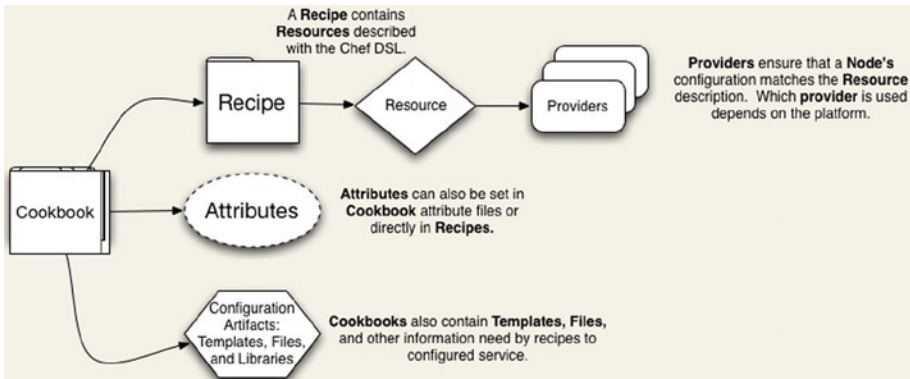 A Recipe contains
Resources described
with the Chef DSL.
Recipe
Resource
Providers
Providers ensure that a Node's
configuration matches the Resource
description. Which provider is used
depends on the platform.
Cookbook
Attributes
Attributes can also be set in
Cookbook attribute files or
directly in Recipes.
Configuration
Artifacts:
Templates, Files,
and Libraries
Cookbooks also contain Templates, Files,
and other information need by recipes to
configured service.